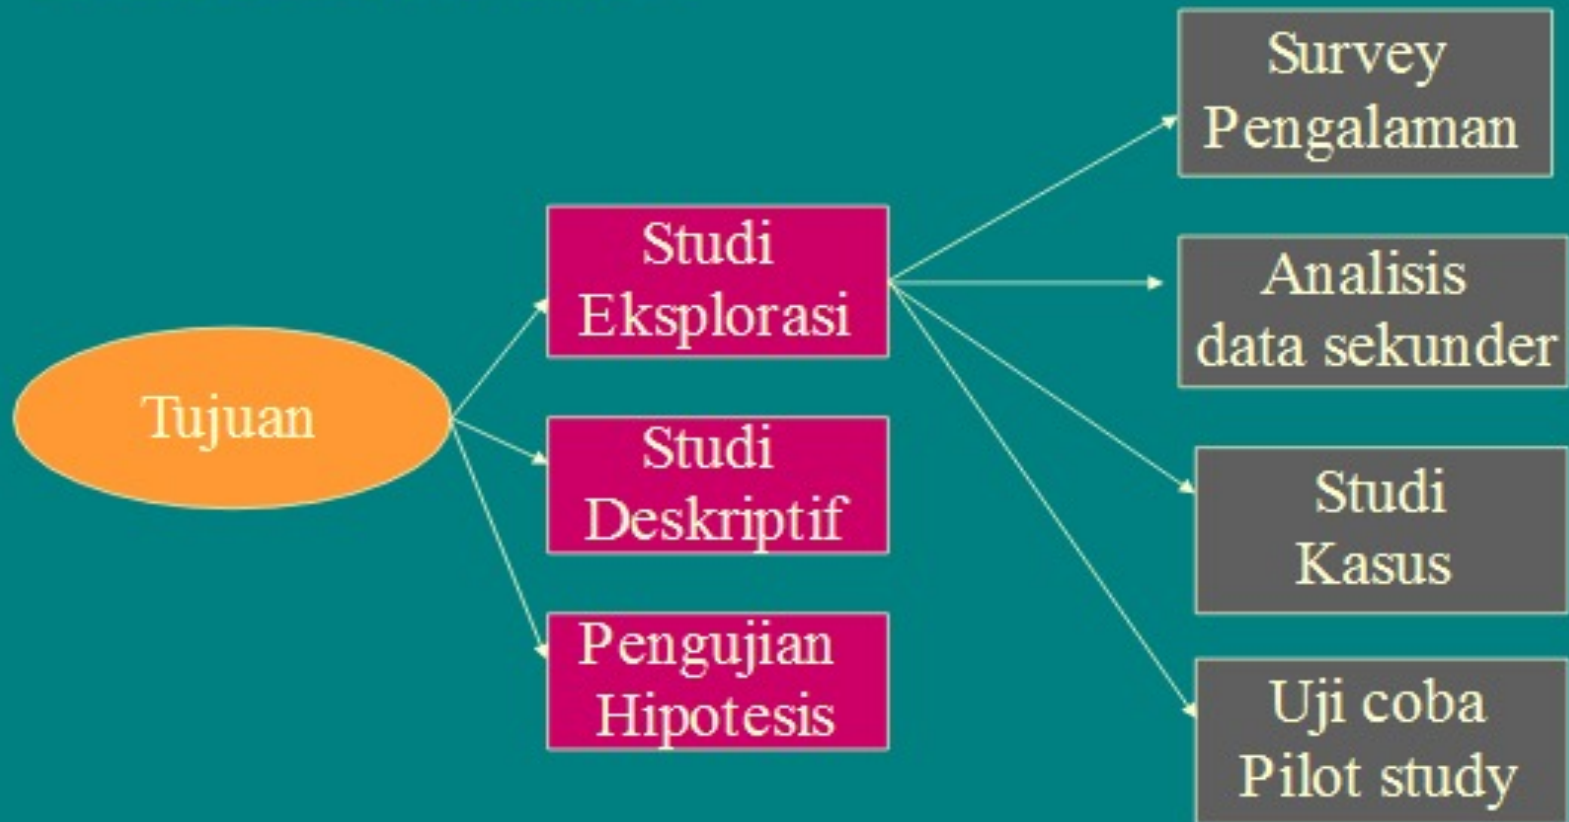 Tujuan
Studi
Eksplorasi
Studi
Deskriptif
Pengujian
Hipotesis
Survey
Pengalaman
Analisis
data sekunder
Studi
Kasus
Uji coba
Pilot study